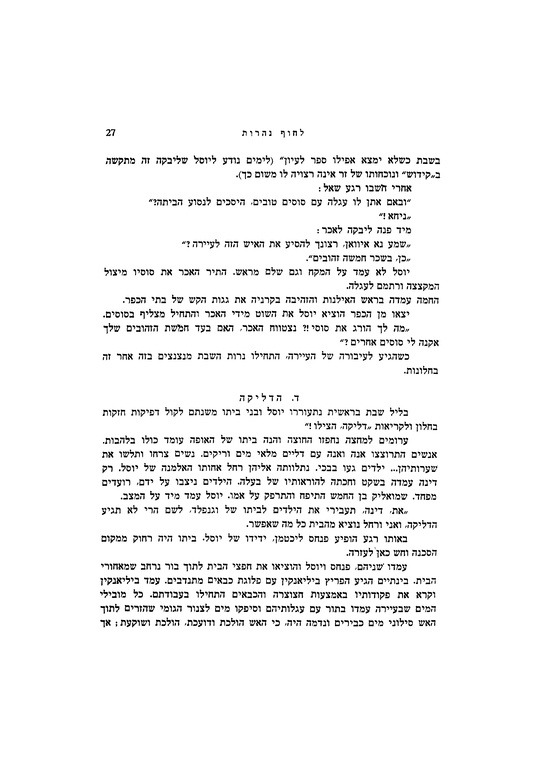 לחוף נהרות 27
בשבת כשלא ימצא אפילו ספר לעיון" (לימים נודע ליוסל שליבקה זה מתקשה
ב„קידוש" ונוכחותו של זר אינה רצויה לו משום כך).
אחרי חשבו רגע שאל :
"ובאם אתן לו עגלה עם סוסים טובים, היסכים לנסוע הביתה?"
„ניחא !"
מיד פנה ליבקה לאכר :
„שמע נא איוואן, רצונך להסיע את האיש הזה לעיירה ?"
„כן, בשכר חמשה זהובים".
יוסל לא עמד על המקח וגם שלם מראש. התיר האכר את סוסיו מיצול
המקצצה ורתמם לעגלה.
החמה עמדה בראש האילנות והזהיבה בקרניה את גגות הקש של בתי הכפר.
יצאו מן הכפר הוציא יוסל את השוט מידי האכר והתחיל מצליף בסוסים.
„מה לך הורג את סוסי !? נצטווח האכר, האם בעד חמשת הזהובים שלך
אקנה לי סוסים אחרים ?"
כשהגיע לעיבורה של העיירה, התחילו נרות השבת מנצנצים בזה אחר זה
בחלונות.
ד. הדליקה
בליל שבת בראשית נתעוררו יוסל ובני ביתו משנתם לקול דפיקות חזקות
בחלון ולקריאות „דליקה, הצילו !"
ערומים למחצה נחפזו החוצה והנה ביתו של האופה עומד כולו בלהבות.
אנשים התרוצצו אנה ואנה עם דליים מלאי מים וריקים. נשים צרחו ותלשו את
שערותיהן... ילדים געו בבכי. נתלוותה אליהן רחל אחותו האלמנה של יוסל. רק
דינה עמדה בשקט וחכתה להוראותיו של בעלה. הילדים ניצבו על ידם, רועדים
מפחד. שמואליק בן החמש התיפח והתרפק על אמו. יוסל עמד מיד על המצב.
„את, דינה, תעבירי את הילדים לביתו של וגנפלד, לשם הרי לא תגיע
הדליקה, ואני ורחל נוציא מהבית כל מה שאפשר.
באותו רגע הופיע פנחס ליכטמן, ידידו של יוסל. ביתו היה רחוק ממקום
הסכנה וחש כאן לעזרה.
עמדו שניהם, פנחס ויוסל והוציאו את חפצי הבית לתוך בור נרחב שמאחורי
הבית. בינתיים הגיע הפריץ ביליאנקין עם פלוגת כבאים מתנדבים. עמד ביליאנקין
וקרא את פקודותיו באמצעות חצוצרה והכבאים התחילו בעבודתם. כל מובילי
המים שבעיירה עמדו בתור עם עגלותיהם וסיפקו מים לצנור הגומי שהזרים לתוך
האש סילוני מים כבירים ונדמה היה, כי האש הולכת ודועכת, הולכת ושוקעת ; אך